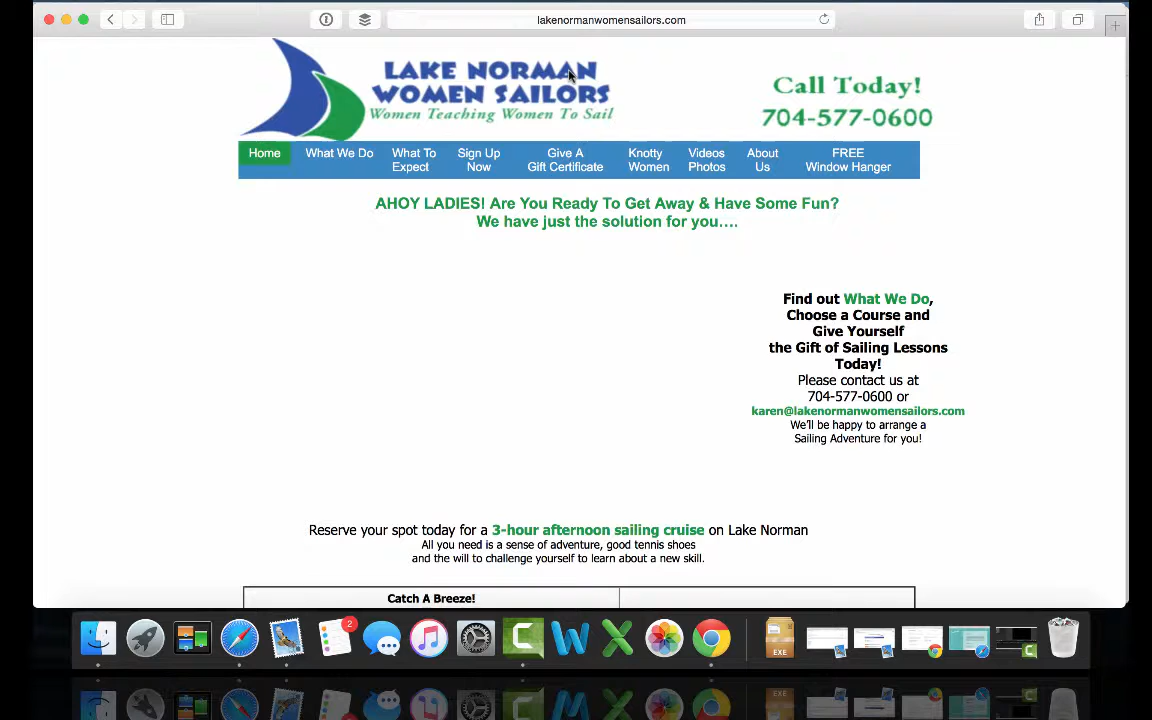 lakenormanwomensailors.com
LAKE NORMAN
WOMEN SAILORS
Women Teaching Women To Sail
Call Today!
704-577-0600
Home
What We Do
What To
Expect
Sign Up
Now
Give A
Gift Certificate
Knotty
Women
Videos
Photos
About
Us
FREE
Window Hanger
AHOY LADIES! Are You Ready To Get Away & Have Some Fun?
We have just the solution for you....
Find out What We Do,
Choose a Course and
Give Yourself
the Gift of Sailing Lessons
Today!
Please contact us at
704-577-0600 or
karen@lakenormanwomensailors.com
We'll be happy to arrange a
Sailing Adventure for you!
Reserve your spot today for a 3-hour afternoon sailing cruise on Lake Norman
All you need is a sense of adventure, good tennis shoes
and the will to challenge yourself to learn about a new skill.
Catch A Breeze!
2
EXE